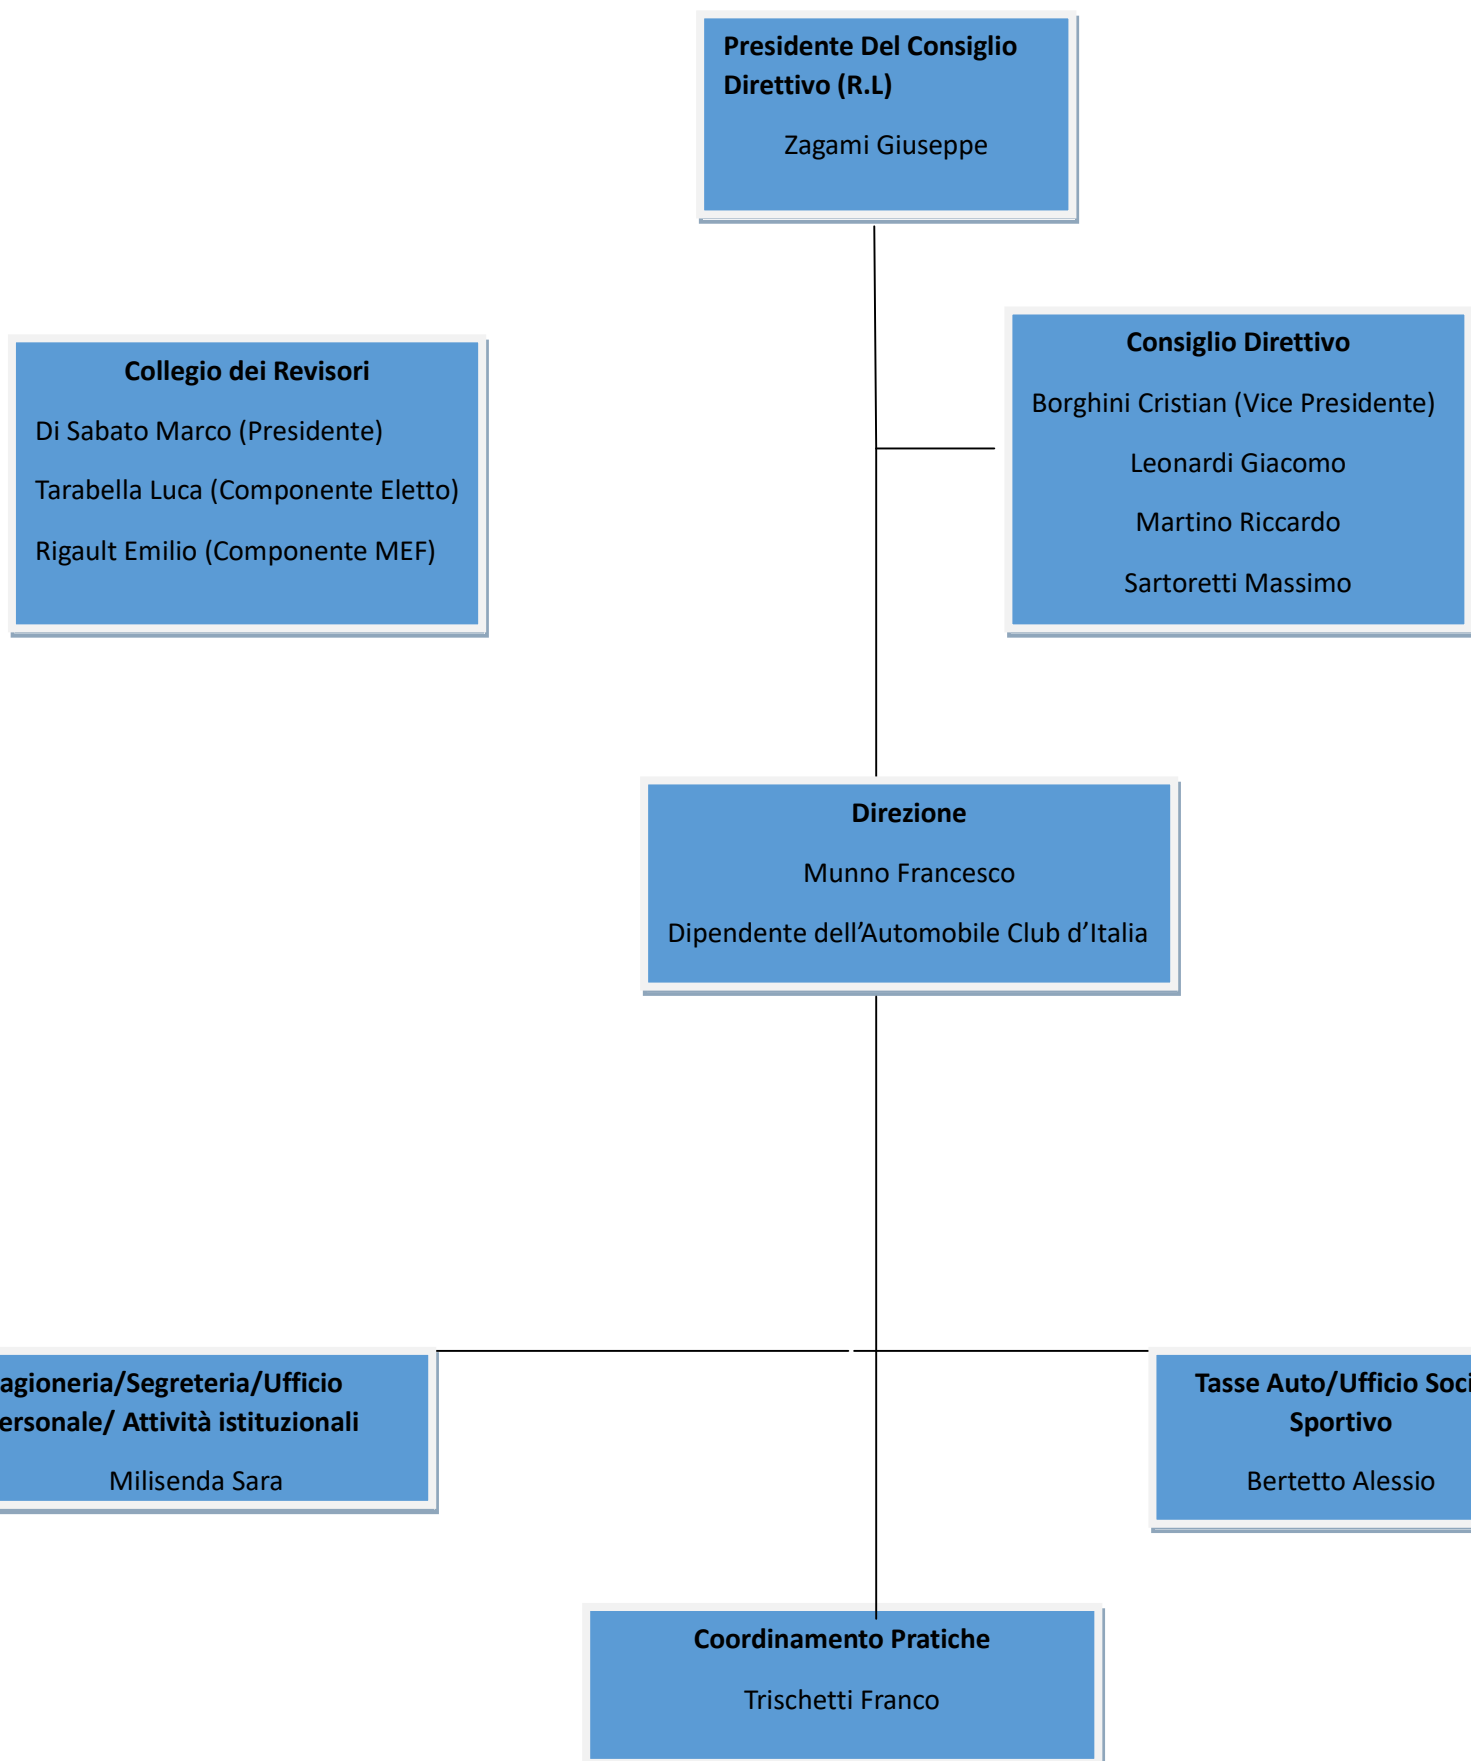 Presidente Del Consiglio
Direttivo (R.L)
Zagami Giuseppe
Collegio dei Revisori
Di Sabato Marco (Presidente)
Tarabella Luca (Componente Eletto)
Rigault Emilio (Componente MEF)
Consiglio Direttivo
Borghini Cristian (Vice Presidente)
Leonardi Giacomo
Martino Riccardo
Sartoretti Massimo
Direzione
Munno Francesco
Dipendente dell’Automobile Club d’Italia
agioneria/Segreteria/Ufficio
ersonale/ Attività istituzionali
Milisenda Sara
Tasse Auto/Ufficio Soci
Sportivo
Bertetto Alessio
Coordinamento Pratiche
Trischetti Franco